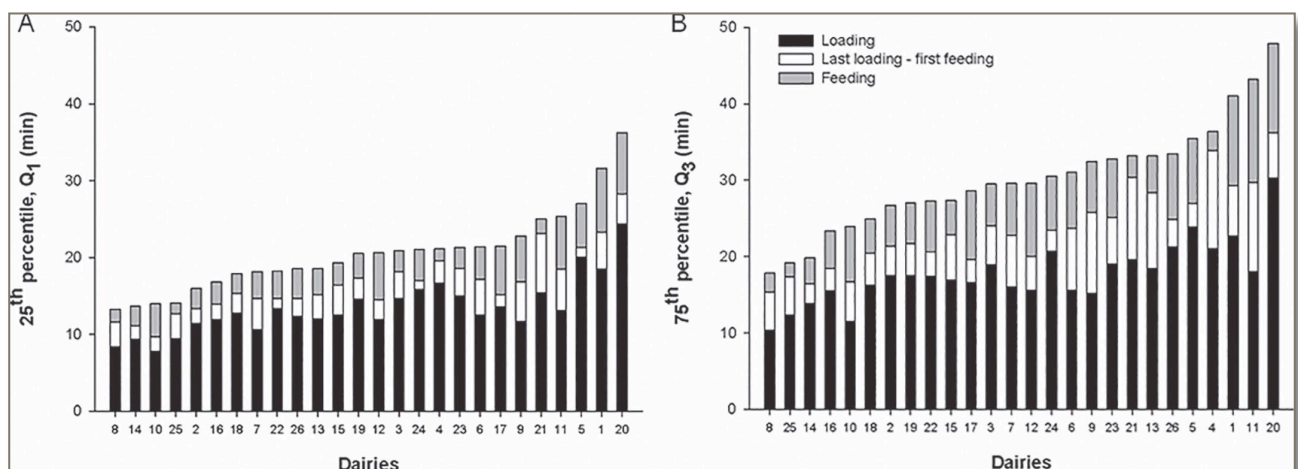 A
50
40
30
20
10
0
25th percentile, Q1 (min)
8 14 10 25 2 16 18 7 22 26 13 15 19 12 3 24 4 23 6 17 9 21 11 5 1 20
Dairies
B
50
40
30
20
10
0
75th percentile, Q3 (min)
Loading
Last loading - first feeding
Feeding
8 25 14 16 10 18 2 19 22 15 17 3 7 12 24 6 9 23 21 13 26 5 4 1 11 20
Dairies